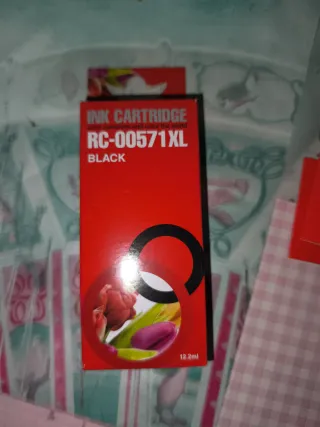 INK CARTRIDGE
RC-00571XL
BLACK
12.2ml